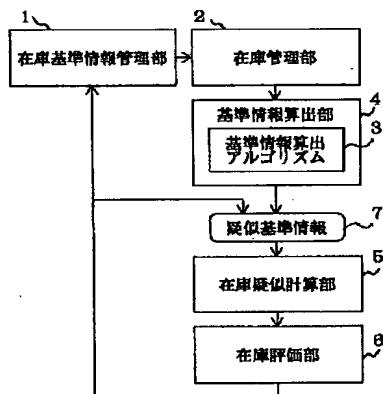 1
在庫基準情報管理部
2
在庫管理部
4
基準情報算出部
3
基準情報算出
アルゴリズム
7
疑似基準情報
5
在庫疑似計算部
6
在庫評価部